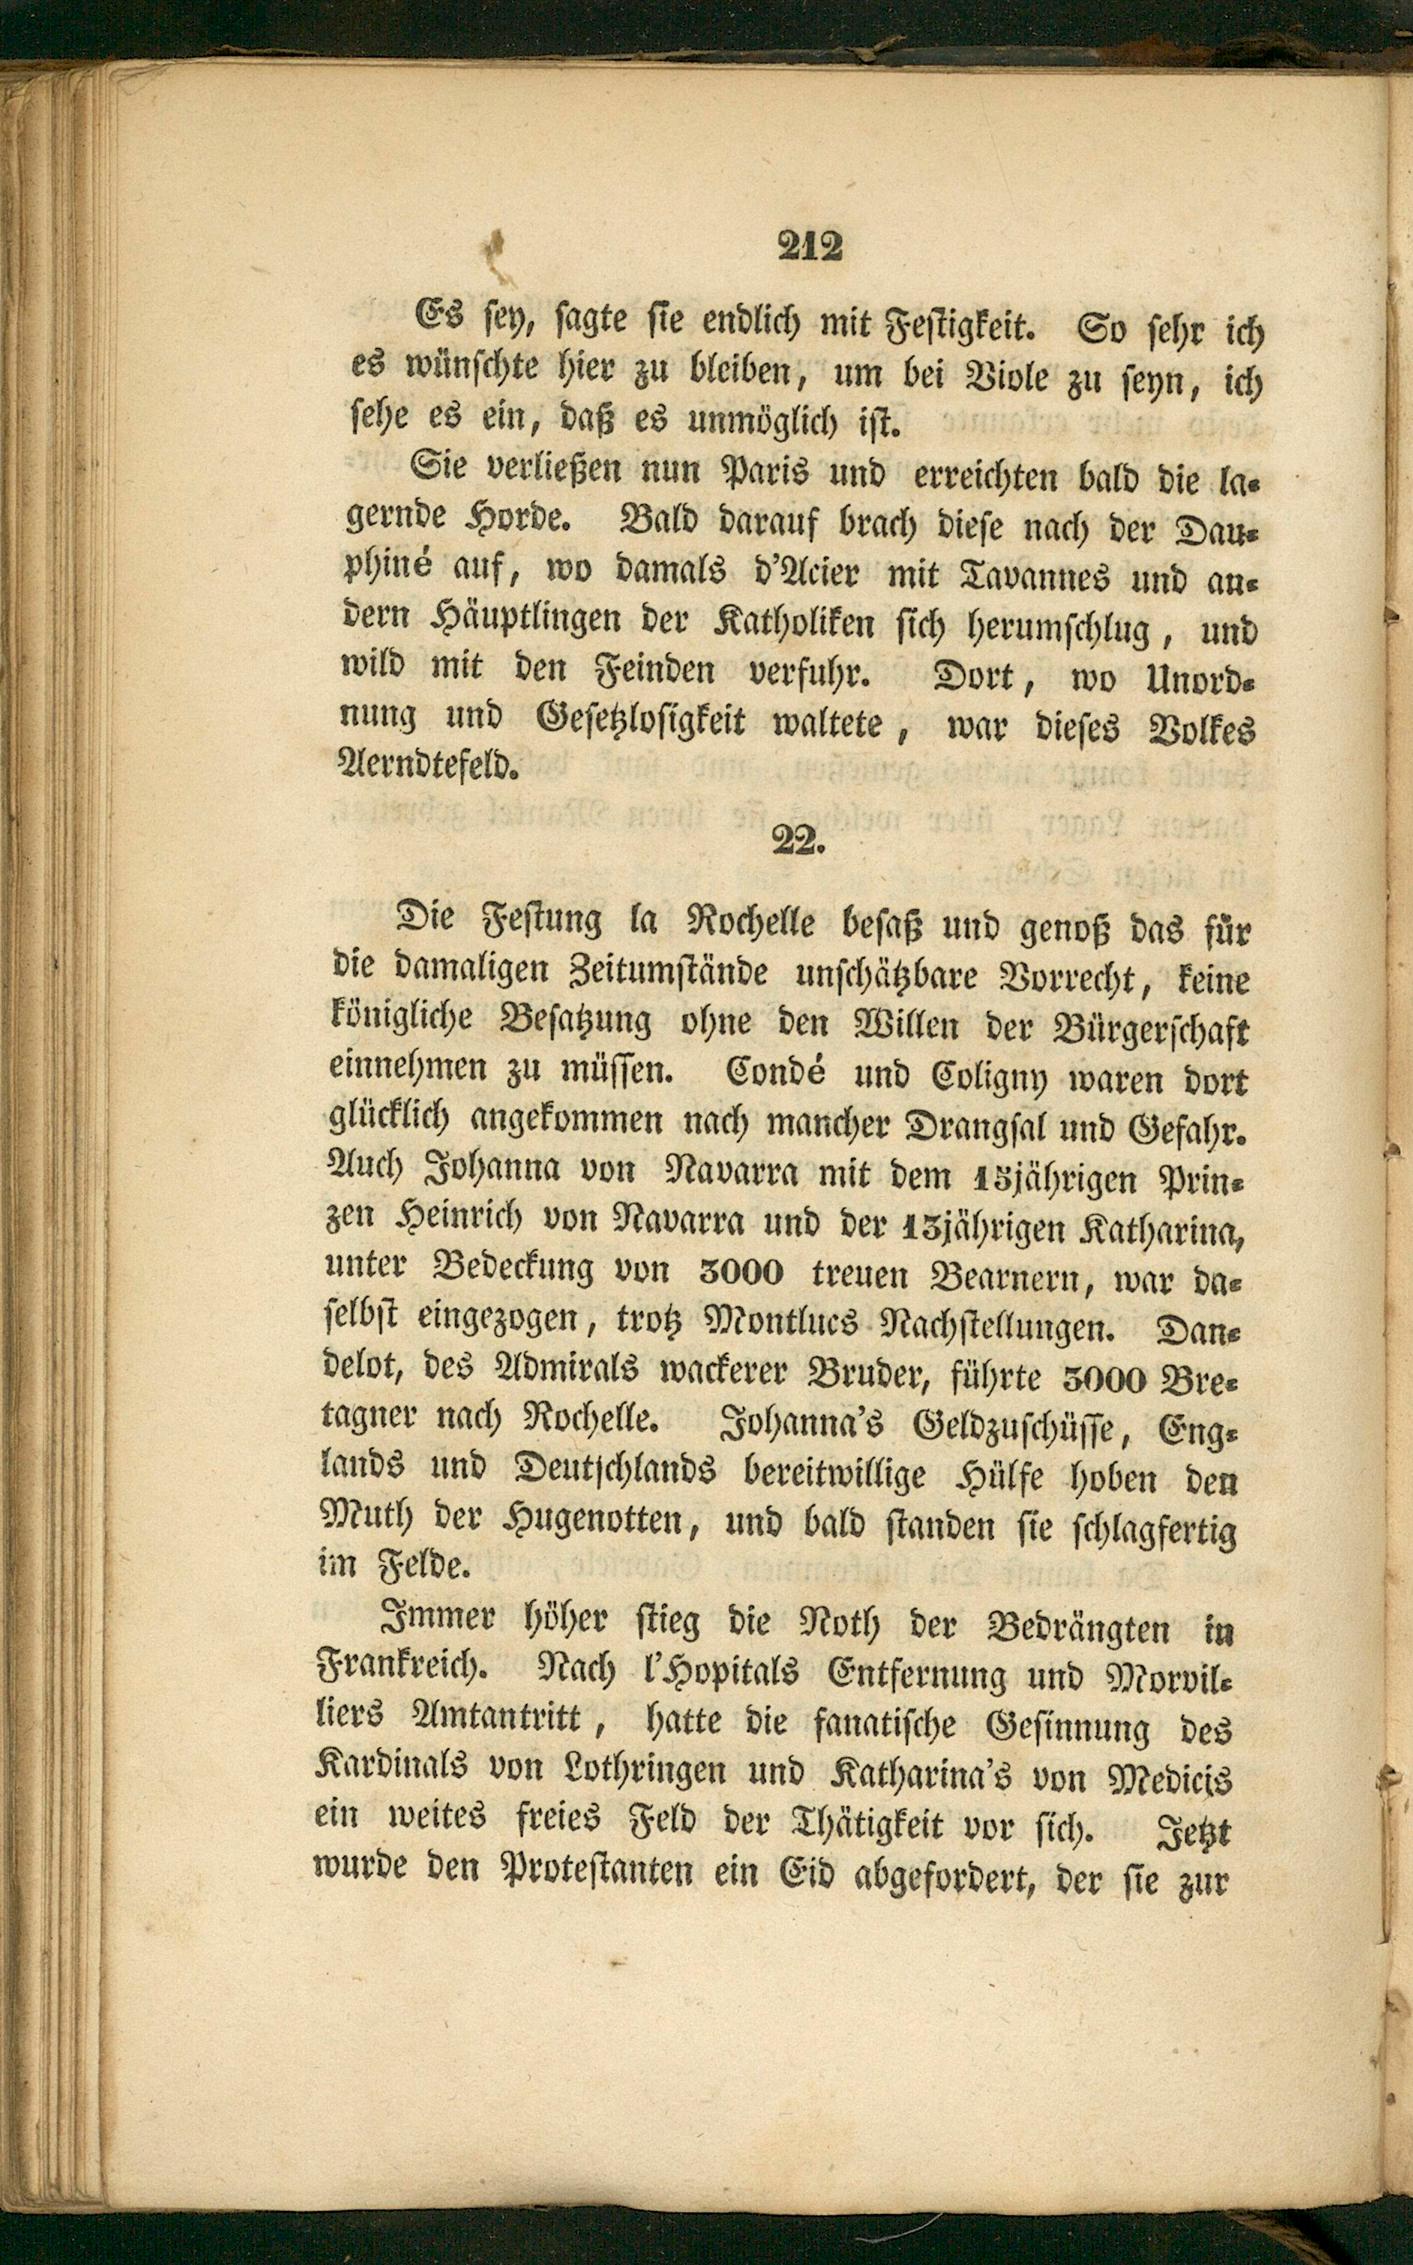 212
Es sey, sagte sie endlich mit Festigkeit. So sehr ich
es wünschte hier zu bleiben, um bei Viole zu seyn, ich
sehe es ein, daß es unmöglich ist.
Sie verließen nun Paris und erreichten bald die la-
gernde Horde. Bald darauf brach diese nach der Dau-
phiné auf, wo damals d'Acier mit Tavannes und an-
dern Häuptlingen der Katholiken sich herumschlug, und
wild mit den Feinden verfuhr. Dort, wo Unord-
nung und Gesetzlosigkeit waltete, war dieses Volkes
Aerndtefeld.
22.
Die Festung la Rochelle besaß und genoß das für
die damaligen Zeitumstände unschätzbare Vorrecht, keine
königliche Besatzung ohne den Willen der Bürgerschaft
einnehmen zu müssen. Condé und Coligny waren dort
glücklich angekommen nach mancher Drangsal und Gefahr.
Auch Johanna von Navarra mit dem 15jährigen Prin-
zen Heinrich von Navarra und der 13jährigen Katharina,
unter Bedeckung von 3000 treuen Bearnern, war da-
selbst eingezogen, trotz Montlucs Nachstellungen. Dan-
delot, des Admirals wackerer Bruder, führte 3000 Bre-
tagner nach Rochelle. Johanna's Geldzuschüsse, Eng-
lands und Deutschlands bereitwillige Hülfe hoben den
Muth der Hugenotten, und bald standen sie schlagfertig
im Felde.
Immer höher stieg die Noth der Bedrängten in
Frankreich. Nach l'Hopitals Entfernung und Morvil-
liers Amtantritt, hatte die fanatische Gesinnung des
Kardinals von Lothringen und Katharina's von Medicis
ein weites freies Feld der Thätigkeit vor sich. Jetzt
wurde den Protestanten ein Eid abgefordert, der sie zur